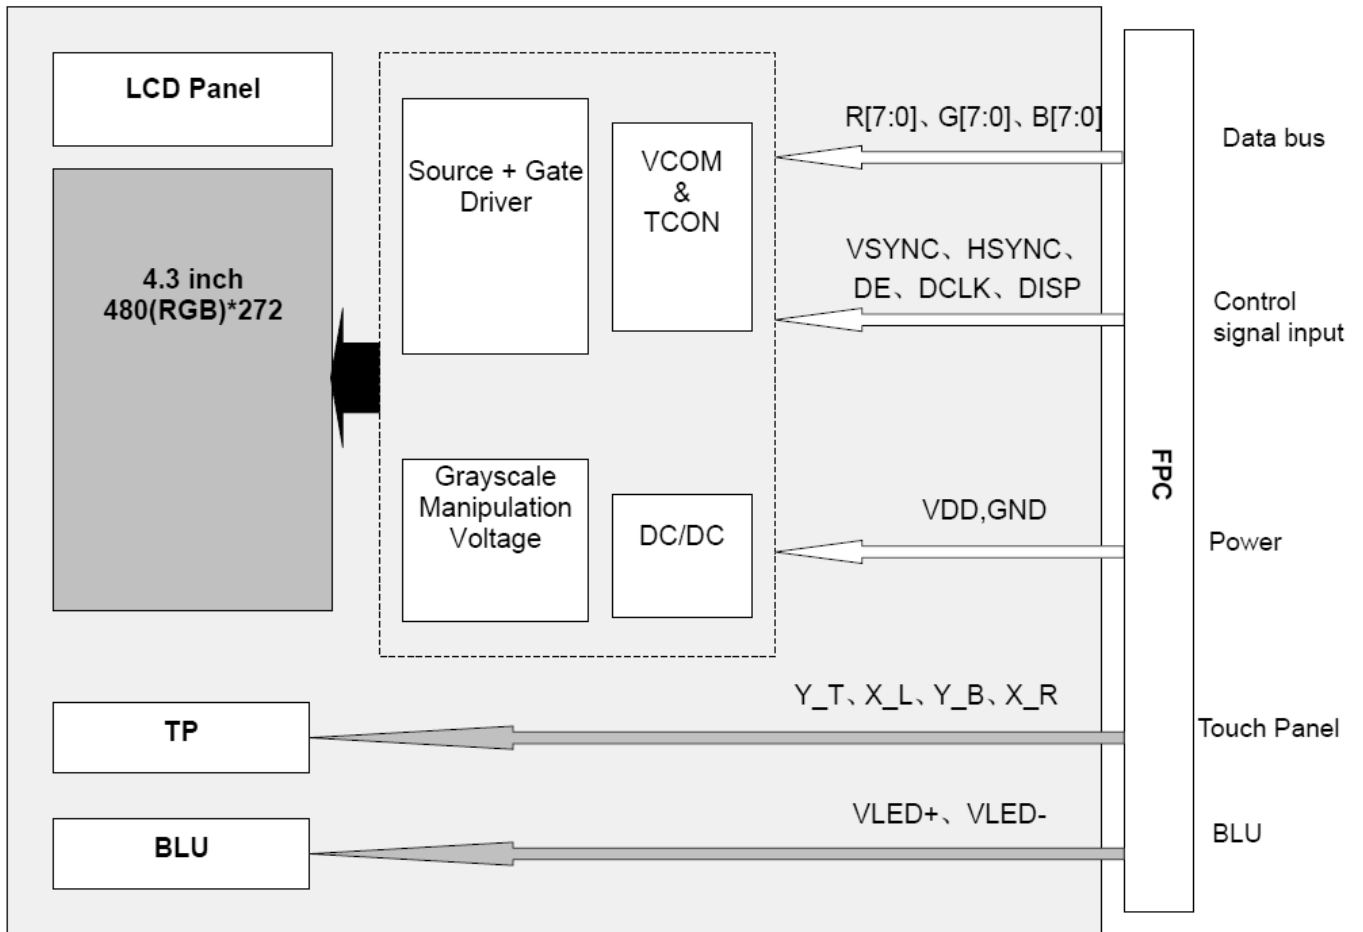 LCD Panel
4.3 inch
480(RGB)*272
Source + Gate
Driver
VCOM
&
TCON
Grayscale
Manipulation
Voltage
DC/DC
R[7:0]、G[7:0]、B[7:0]
VSYNC、HSYNC、
DE、DCLK、DISP
VDD,GND
Y_T、X_L、Y_B、X_R
VLED+、VLED-
TP
BLU
FPC
Data bus
Control
signal input
Power
Touch Panel
BLU